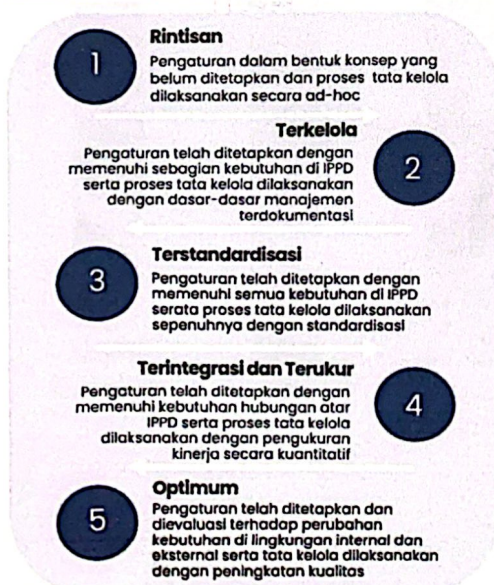 1
Rintisan
Pengaturan dalam bentuk konsep yang
belum ditetapkan dan proses tata kelola
dilaksanakan secara ad-hoc
Terkelola
Pengaturan telah ditetapkan dengan
memenuhi sebagian kebutuhan di IPPD
serta proses tata kelola dilaksanakan
dengan dasar-dasar manajemen
terdokumentasi
2
3
Terstandardisasi
Pengaturan telah ditetapkan dengan
memenuhi semua kebutuhan di IPPD
serata proses tata kelola dilaksanakan
sepenuhnya dengan standardisasi
Terintegrasi dan Terukur
Pengaturan telah ditetapkan dengan
memenuhi kebutuhan hubungan atar
IPPD serta proses tata kelola
dilaksanakan dengan pengukuran
kinerja secara kuantitatif
4
5
Optimum
Pengaturan telah ditetapkan dan
dievaluasi terhadap perubahan
kebutuhan di lingkungan internal dan
eksternal serta tata kelola dilaksanakan
dengan peningkatan kualitas